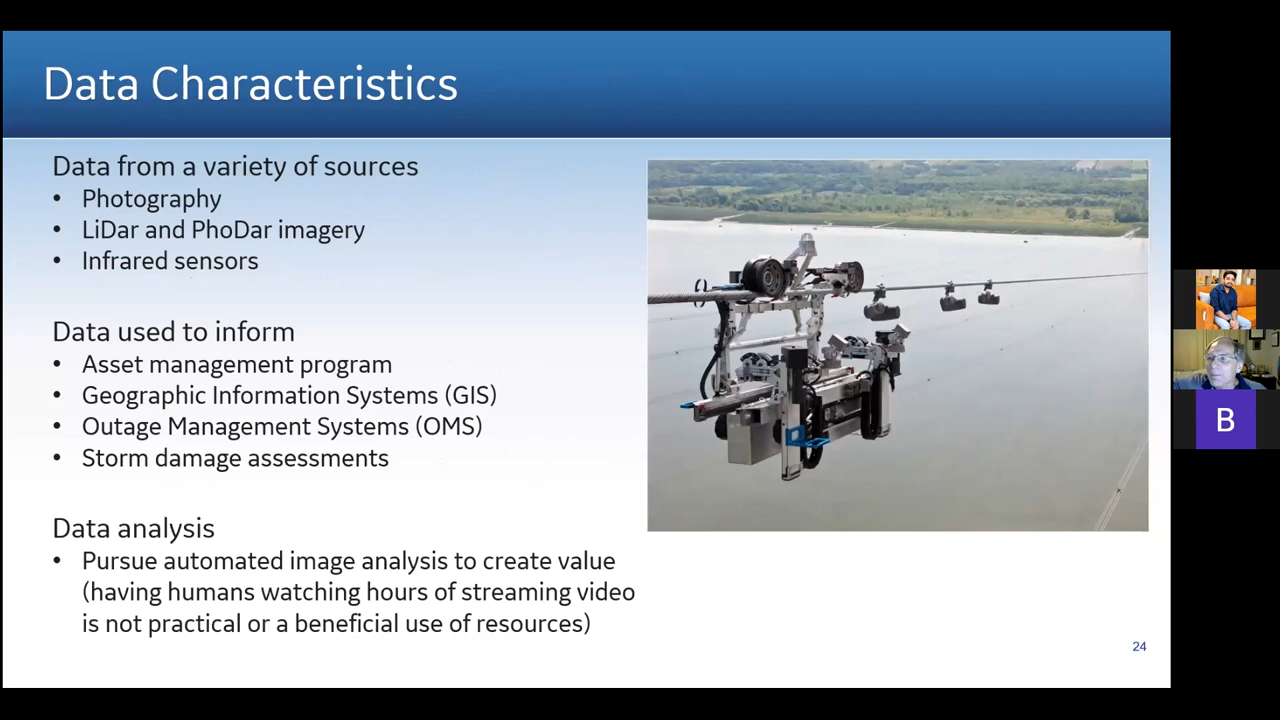 Data Characteristics
Data from a variety of sources
• Photography
• LiDar and PhoDar imagery
• Infrared sensors
Data used to inform
• Asset management program
• Geographic Information Systems (GIS)
• Outage Management Systems (OMS)
• Storm damage assessments
Data analysis
• Pursue automated image analysis to create value
(having humans watching hours of streaming video
is not practical or a beneficial use of resources)
24
B